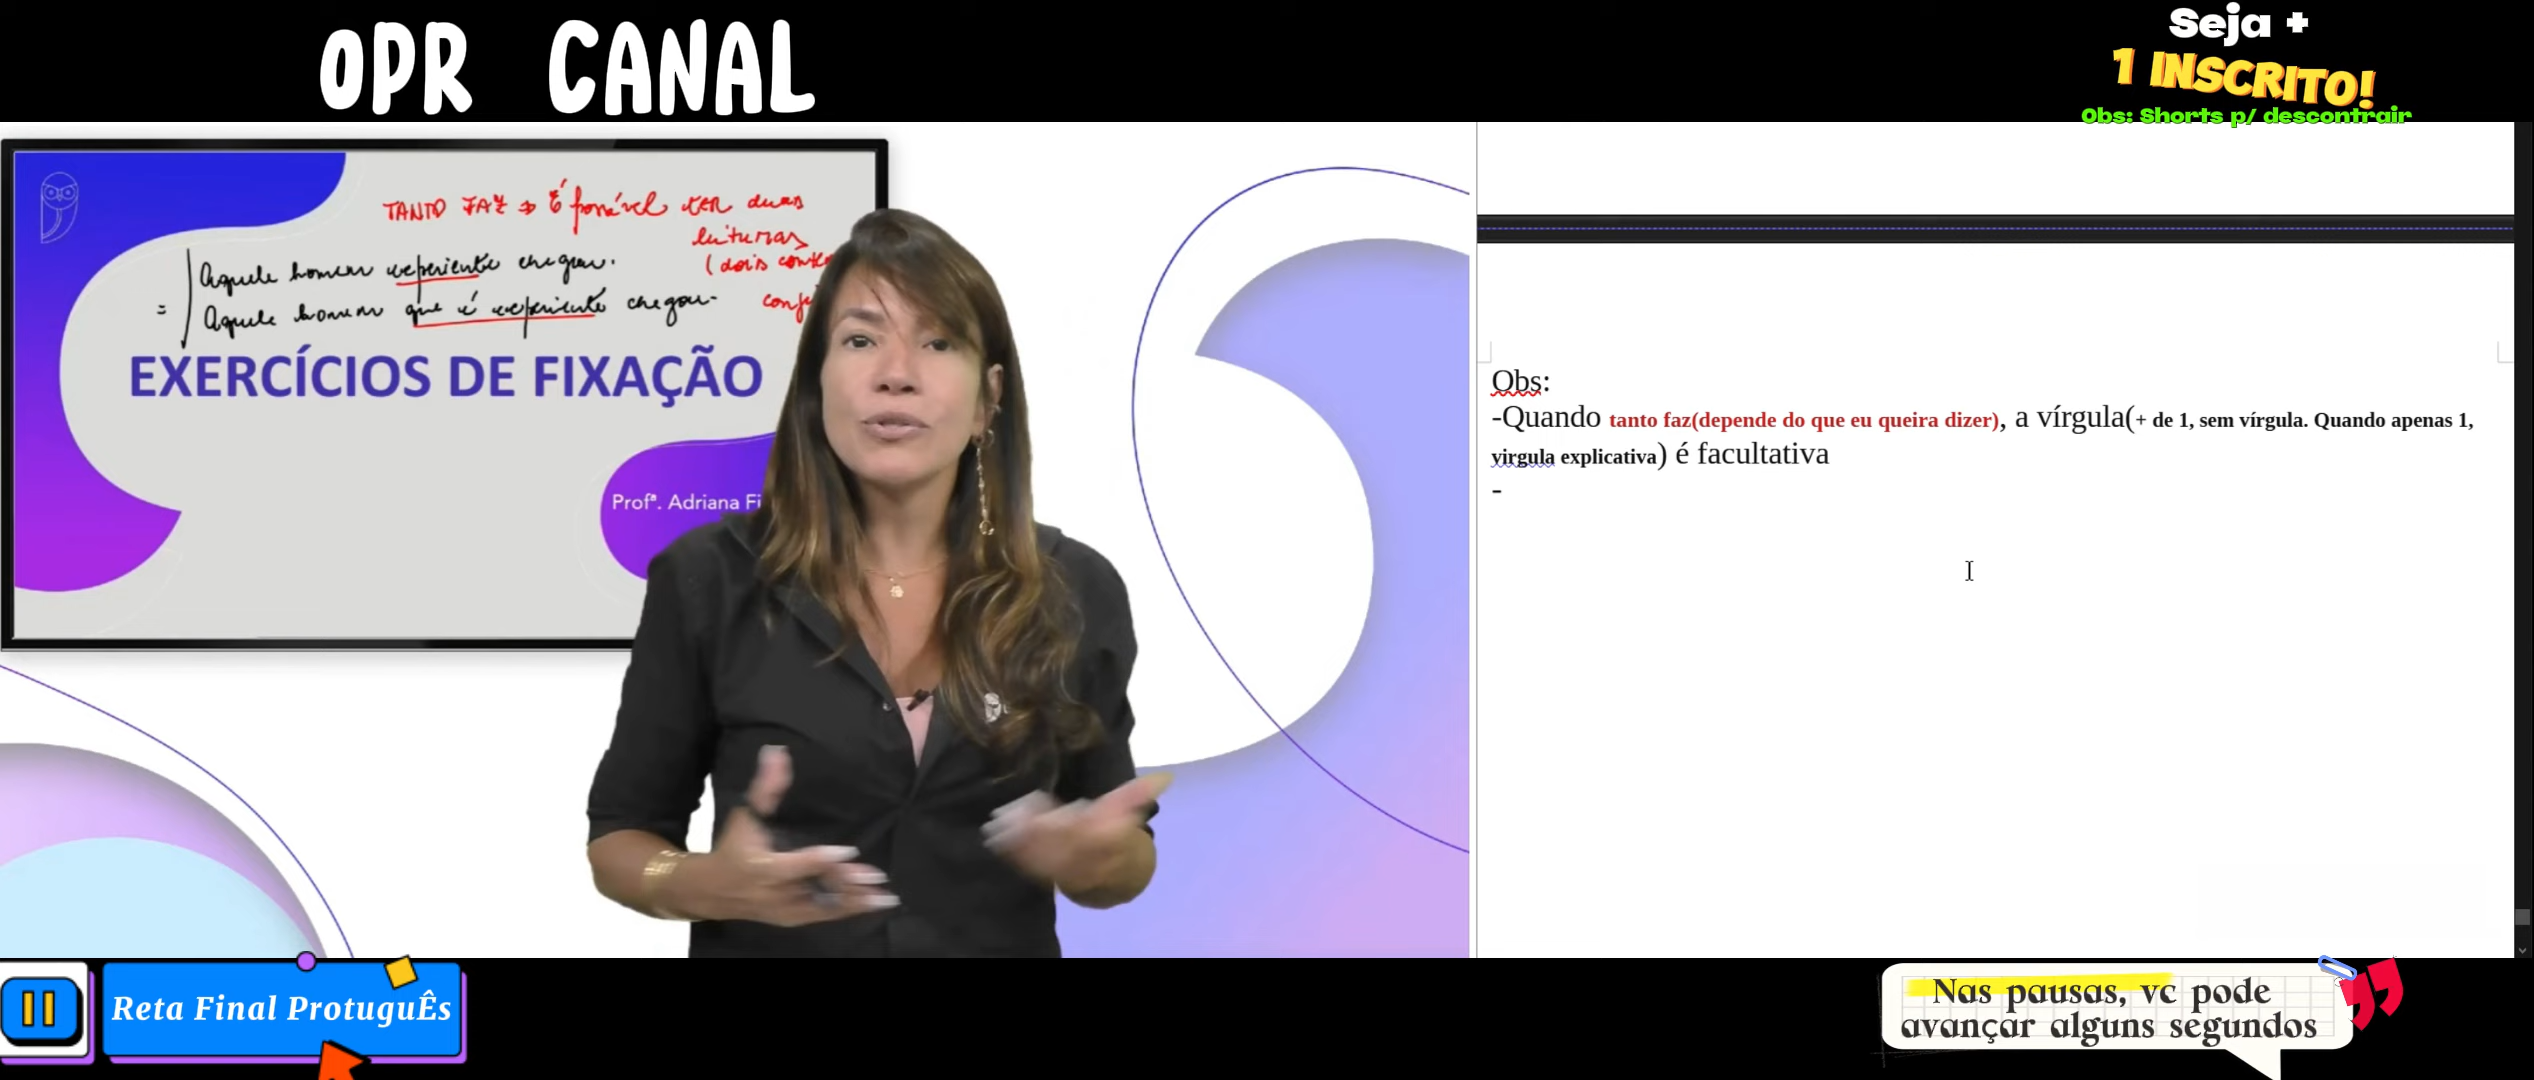 OPR CANAL
Seja +
1 INSCRITO!
Obs: Shorts p/ descontrair
TANTO FAZ → É possível ter duas
leituras
(dois
Aquele homem experiente chegou.
= Aquele homem que é experiente chegou.
EXERCÍCIOS DE FIXAÇÃO
Profª. Adriana Fi
Obs:
-Quando tanto faz(depende do que eu queira dizer), a vírgula(+ de 1, sem vírgula. Quando apenas 1,
virgula explicativa) é facultativa
-
Reta Final ProtuguÊs
Nas pausas, vc pode
avançar alguns segundos